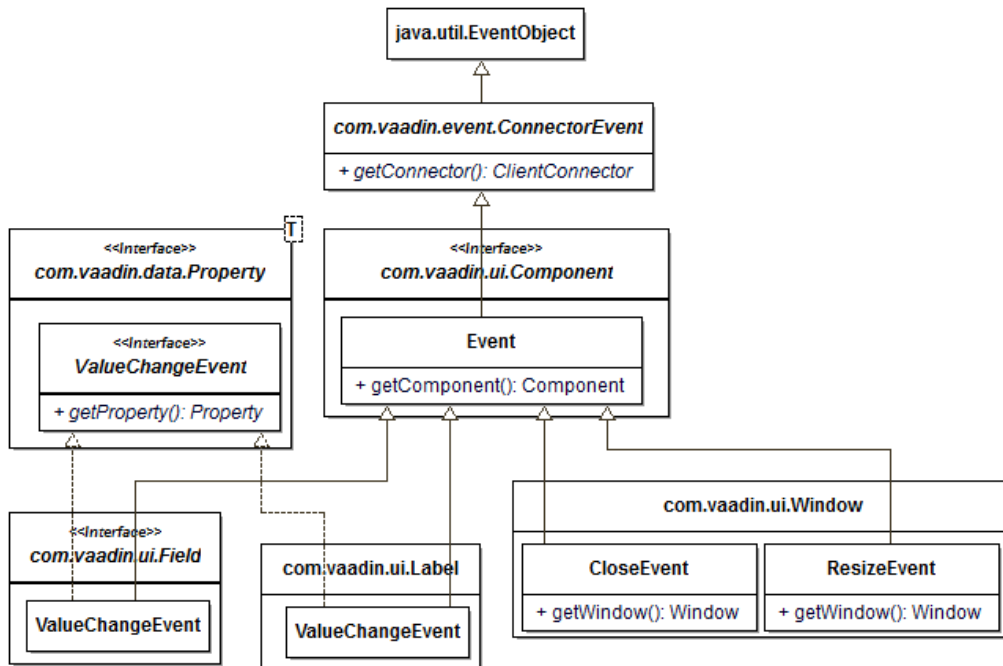 java.util.EventObject
com.vaadin.event.ConnectorEvent
+ getConnector(): ClientConnector
T
<<Interface>>
com.vaadin.data.Property
<<Interface>>
ValueChangeEvent
+ getProperty(): Property
<<Interface>>
com.vaadin.ui.Component
Event
+ getComponent(): Component
<<Interface>>
com.vaadin.ui.Field
ValueChangeEvent
com.vaadin.ui.Label
ValueChangeEvent
com.vaadin.ui.Window
CloseEvent
+ getWindow(): Window
ResizeEvent
+ getWindow(): Window